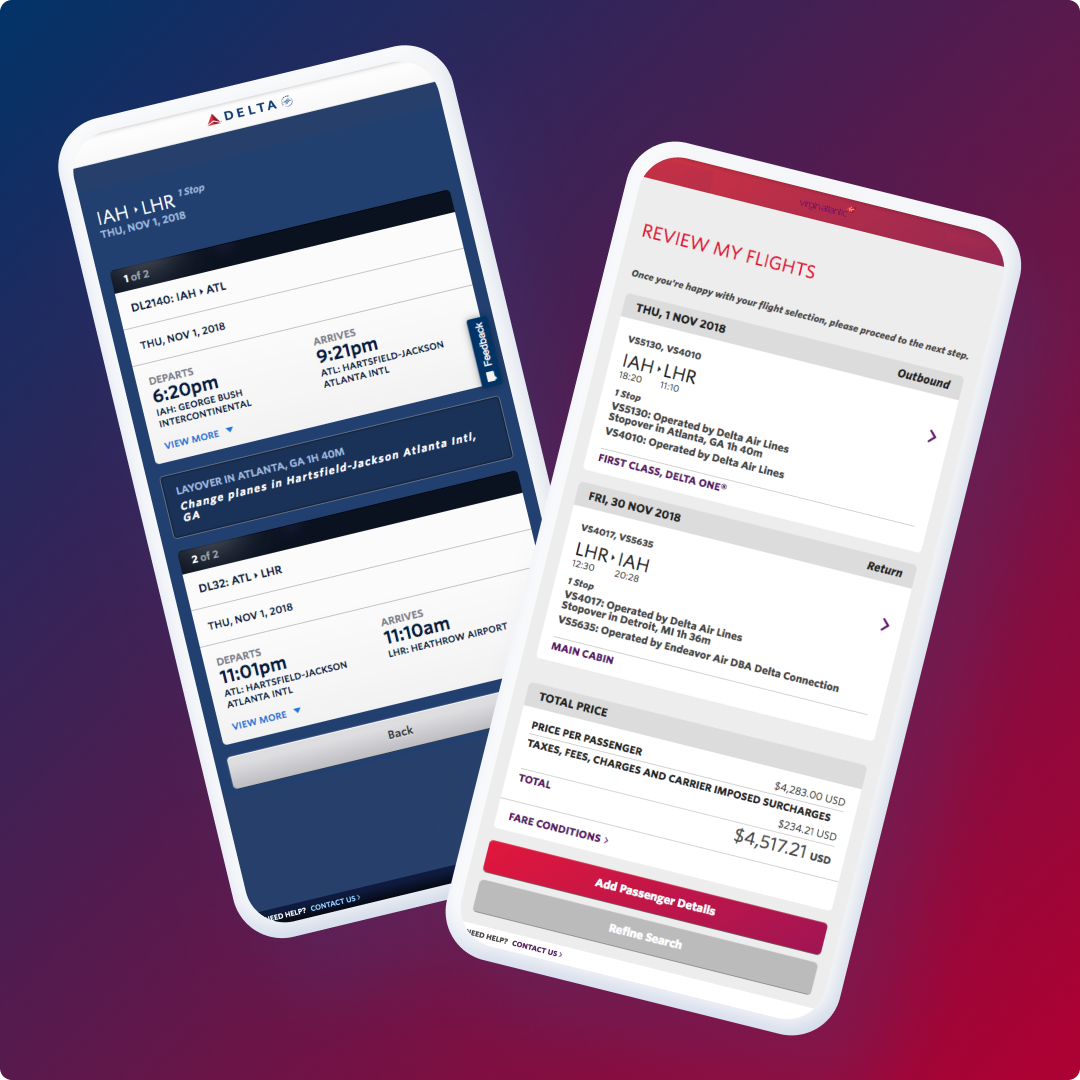 DELTA
IAH ▸ LHR 1 Stop
THU, NOV 1, 2018
1 of 2
DL2140: IAH ▸ ATL
THU, NOV 1, 2018
DEPARTS
6:20pm
IAH: GEORGE BUSH
INTERCONTINENTAL
ARRIVES
9:21pm
ATL: HARTSFIELD-JACKSON
ATLANTA INTL
VIEW MORE
Feedback
LAYOVER IN ATLANTA, GA 1H 40M
Change planes in Hartsfield-Jackson Atlanta Intl,
GA
2 of 2
DL32: ATL ▸ LHR
THU, NOV 1, 2018
DEPARTS
11:01pm
ATL: HARTSFIELD-JACKSON
ATLANTA INTL
ARRIVES
11:10am
LHR: HEATHROW AIRPORT
VIEW MORE
Back
NEED HELP? CONTACT US >
virgin atlantic
REVIEW MY FLIGHTS
Once you're happy with your flight selection, please proceed to the next step.
THU, 1 NOV 2018
Outbound
VS5130, VS4010
IAH ▸ LHR
18:20 11:10
1 Stop
VS5130: Operated by Delta Air Lines
Stopover in Atlanta, GA 1h 40m
VS4010: Operated by Delta Air Lines
FIRST CLASS, DELTA ONE®
FRI, 30 NOV 2018
Return
VS4017, VS5635
LHR ▸ IAH
12:30 20:28
1 Stop
VS4017: Operated by Delta Air Lines
Stopover in Detroit, MI 1h 36m
VS5635: Operated by Endeavor Air DBA Delta Connection
MAIN CABIN
TOTAL PRICE
PRICE PER PASSENGER
$4,283.00 USD
TAXES, FEES, CHARGES AND CARRIER IMPOSED SURCHARGES
$234.21 USD
TOTAL
$4,517.21 USD
FARE CONDITIONS >
Add Passenger Details
Refine Search
NEED HELP? CONTACT US >